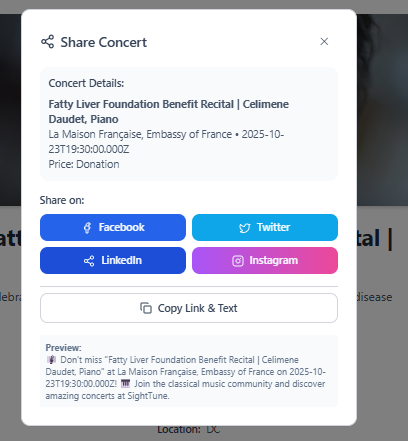 Share Concert
Concert Details:
Fatty Liver Foundation Benefit Recital | Celimene
Daudet, Piano
La Maison Française, Embassy of France • 2025-10-
23T19:30:00.000Z
Price: Donation
Share on:
Facebook
Twitter
LinkedIn
Instagram
Copy Link & Text
Preview:
🎼 Don't miss "Fatty Liver Foundation Benefit Recital | Celimene
Daudet, Piano" at La Maison Française, Embassy of France on 2025-10-
23T19:30:00.000Z! 🎹 Join the classical music community and discover
amazing concerts at SightTune.
disease
Location: DC